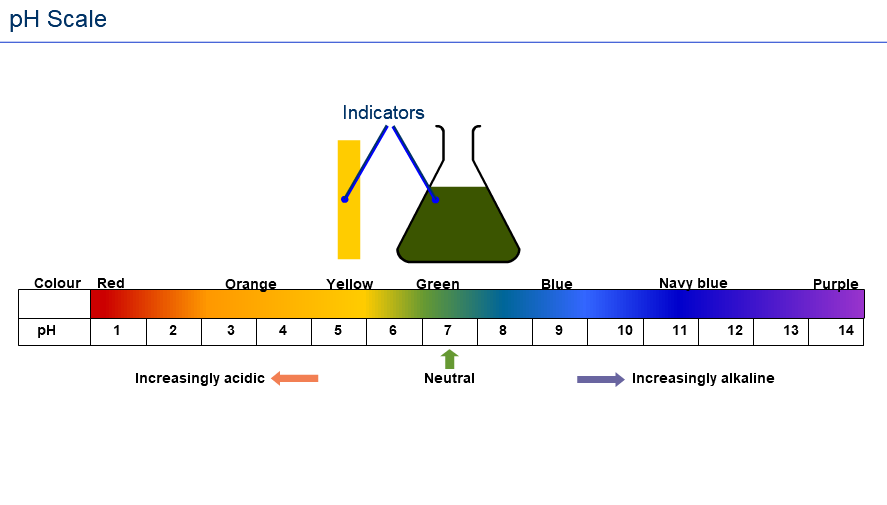 pH Scale
Indicators
Colour Red Orange Yellow Green Blue Navy blue Purple
pH 1 2 3 4 5 6 7 8 9 10 11 12 13 14
Increasingly acidic Neutral Increasingly alkaline